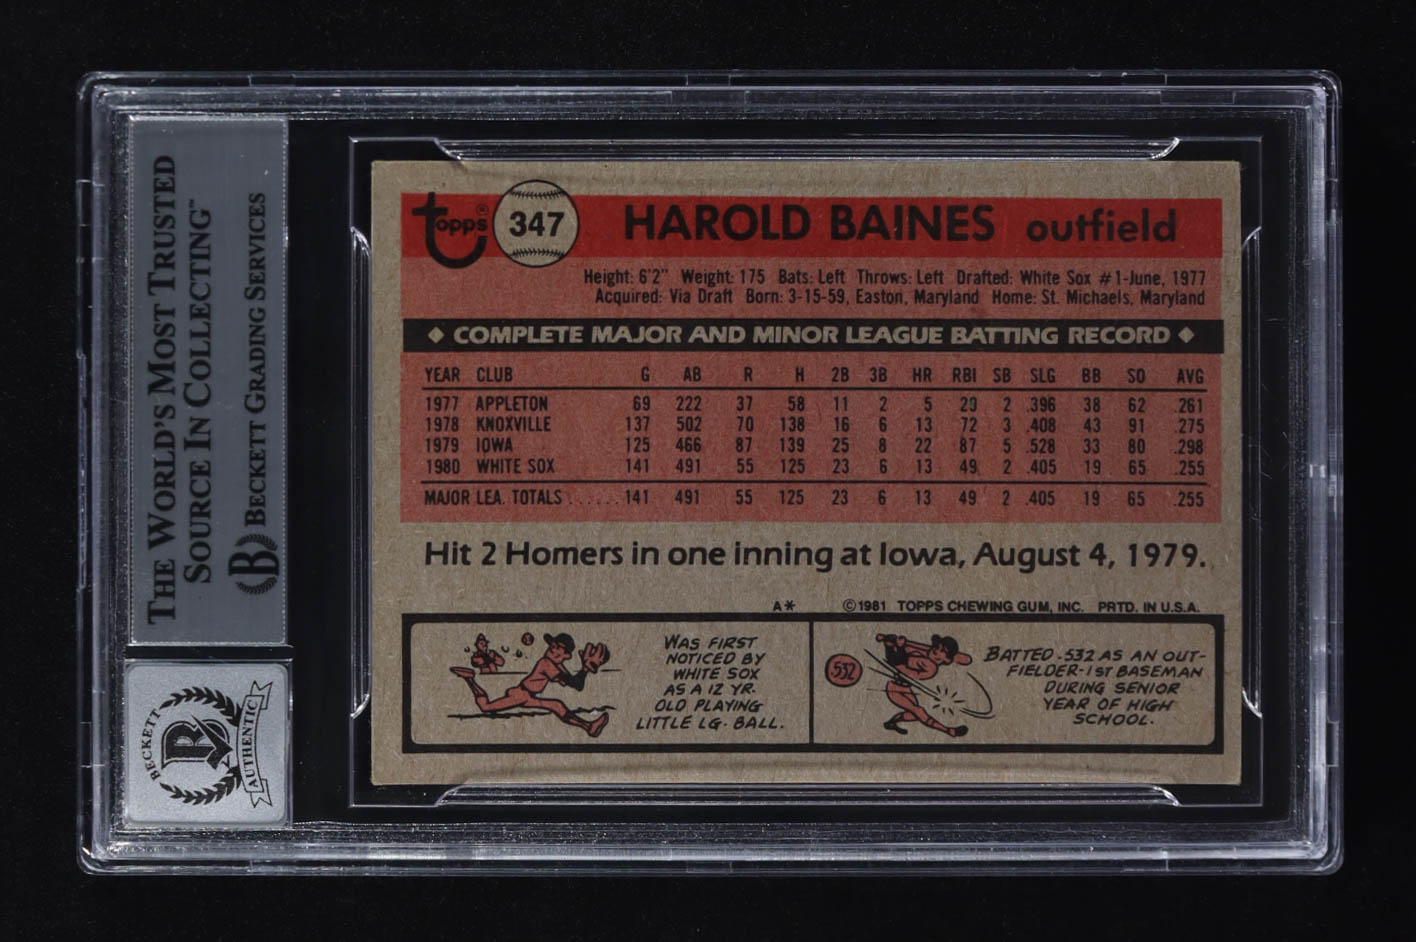 THE WORLD'S MOST TRUSTED
SOURCE IN COLLECTING™
B BECKETT GRADING SERVICES
BECKETT
B
AUTHENTIC
topps® 347 HAROLD BAINES outfield
Height: 6'2" Weight: 175 Bats: Left Throws: Left Drafted: White Sox #1-June, 1977
Acquired: Via Draft Born: 3-15-59, Easton, Maryland Home: St. Michaels, Maryland
◆ COMPLETE MAJOR AND MINOR LEAGUE BATTING RECORD ◆
YEAR CLUB G AB R H 2B 3B HR RBI SB SLG BB SO AVG
1977 APPLETON 69 222 37 58 11 2 5 29 2 .396 38 62 .261
1978 KNOXVILLE 137 502 70 138 16 6 13 72 3 .408 43 91 .275
1979 IOWA 125 466 87 139 25 8 22 87 5 .528 33 80 .298
1980 WHITE SOX 141 491 55 125 23 6 13 49 2 .405 19 65 .255
MAJOR LEA. TOTALS ...... 141 491 55 125 23 6 13 49 2 .405 19 65 .255
Hit 2 Homers in one inning at Iowa, August 4, 1979.
A* ©1981 TOPPS CHEWING GUM, INC. PRTD. IN U.S.A.
WAS FIRST
NOTICED BY
WHITE SOX
AS A 12 YR.
OLD PLAYING
LITTLE LG. BALL.
.532
BATTED .532 AS AN OUT-
FIELDER-1ST BASEMAN
DURING SENIOR
YEAR OF HIGH
SCHOOL.